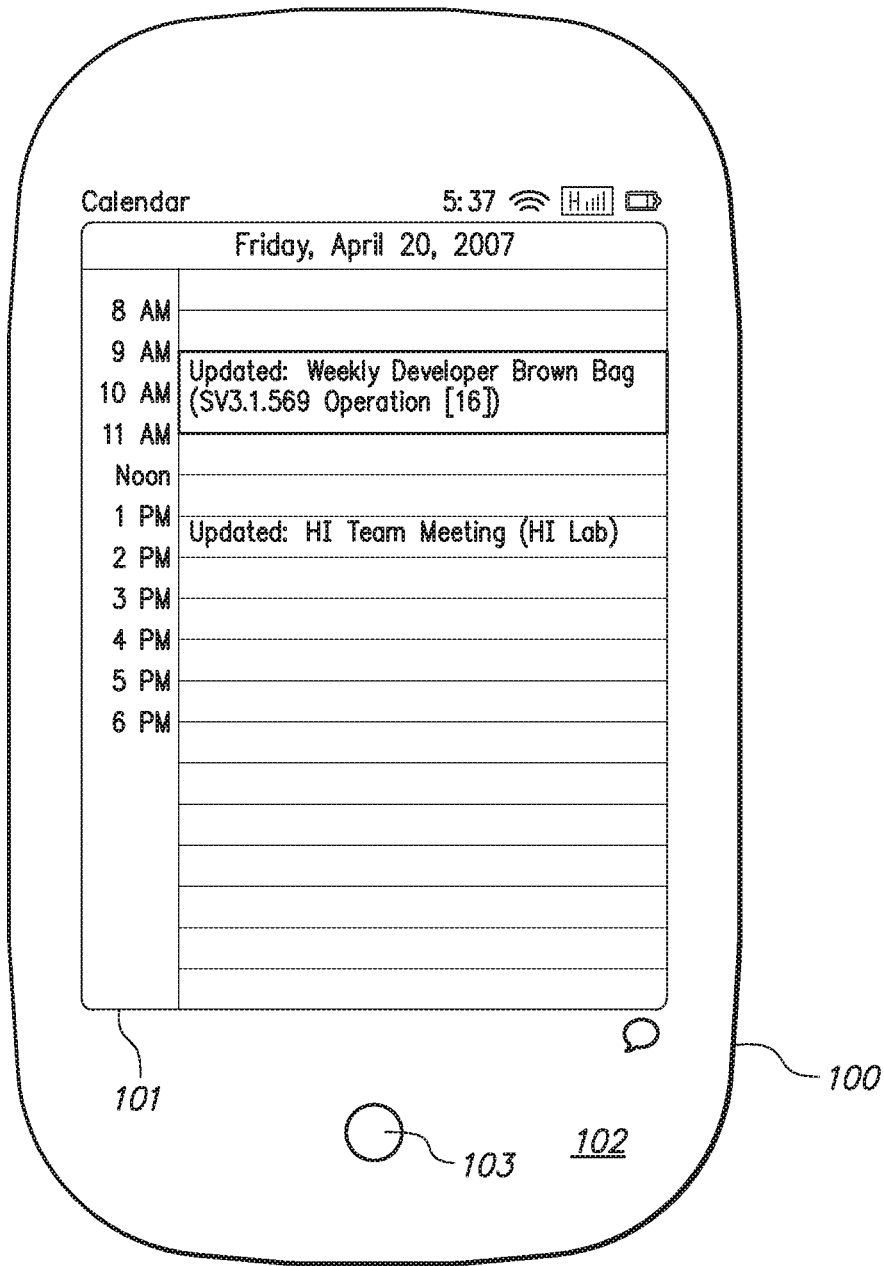 Calendar 5:37 H
Friday, April 20, 2007
8 AM
9 AM
Updated: Weekly Developer Brown Bag
10 AM (SV3.1.569 Operation [16])
11 AM
Noon
1 PM
Updated: HI Team Meeting (HI Lab)
2 PM
3 PM
4 PM
5 PM
6 PM
101
100
103
102